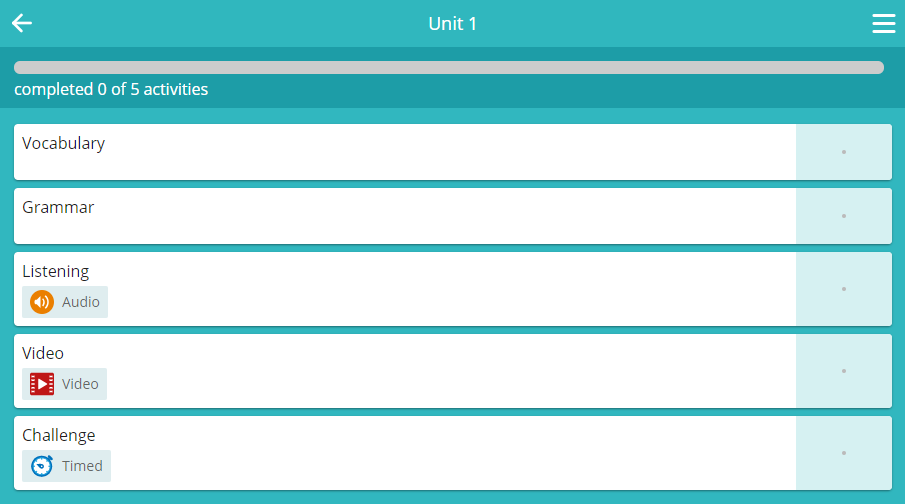 Unit 1
completed 0 of 5 activities
Vocabulary
Grammar
Listening
Audio
Video
Video
Challenge
Timed